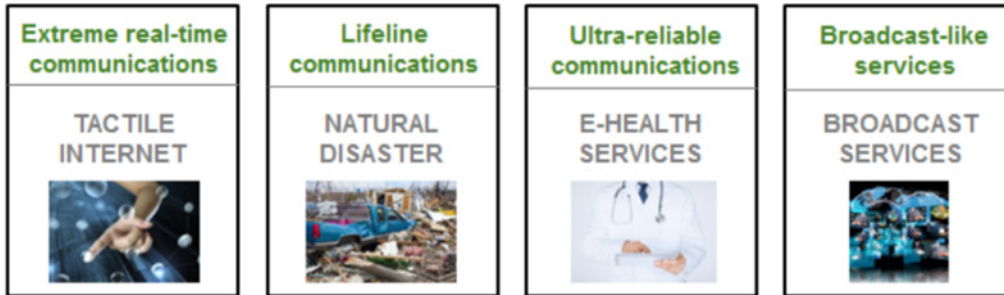 Extreme real-time
communications
TACTILE
INTERNET
Lifeline
communications
NATURAL
DISASTER
Ultra-reliable
communications
E-HEALTH
SERVICES
Broadcast-like
services
BROADCAST
SERVICES